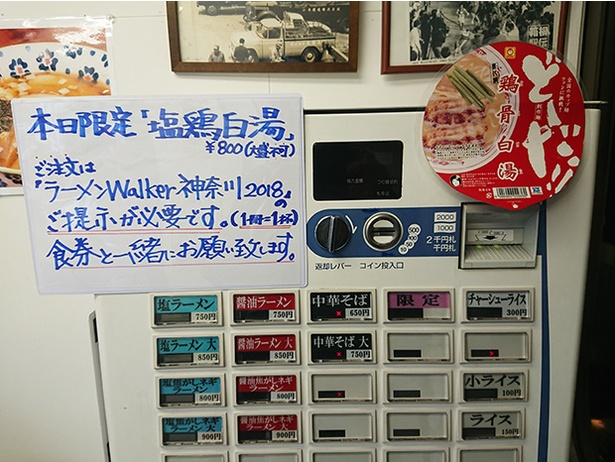 本日限定「塩鶏白湯」
￥800(大盛不可)
ご注文は
『ラーメンWalker神奈川2018』の
ご提示が必要です。(1冊=1杯)
食券と一緒にお願い致します。
鶏・骨 白湯
返却レバー
コイン投入口
500
100
50
10
2000
1000
2千円札
千円札
塩ラーメン
750円
醤油ラーメン
750円
中華そば
650円
限定
チャーシューライス
300円
塩ラーメン 大
850円
醤油ラーメン 大
850円
中華そば 大
750円
塩焦がしネギ
ラーメン
800円
醤油焦がしネギ
ラーメン
800円
小ライス
100円
塩焦がしネギ
ラーメン 大
900円
醤油焦がしネギ
ラーメン 大
900円
ライス
150円